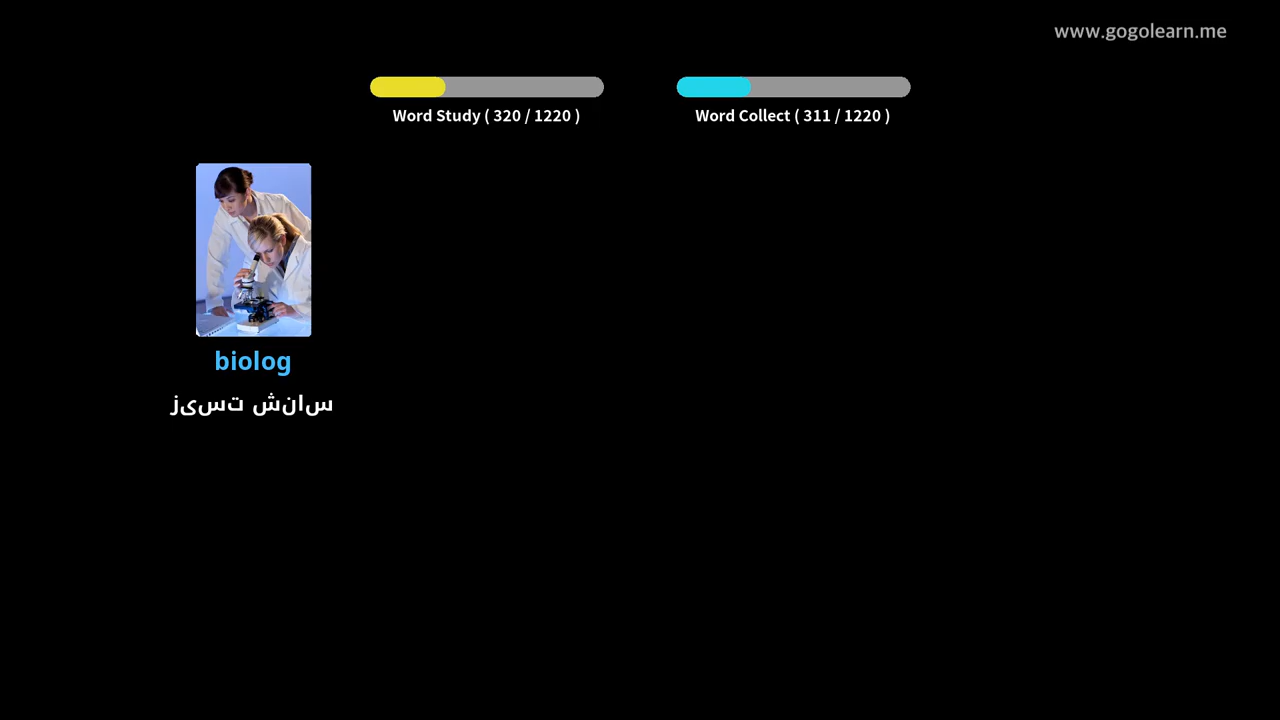 www.gogolearn.me
Word Study ( 320 / 1220 )
Word Collect ( 311 / 1220 )
biolog
زیست شناس